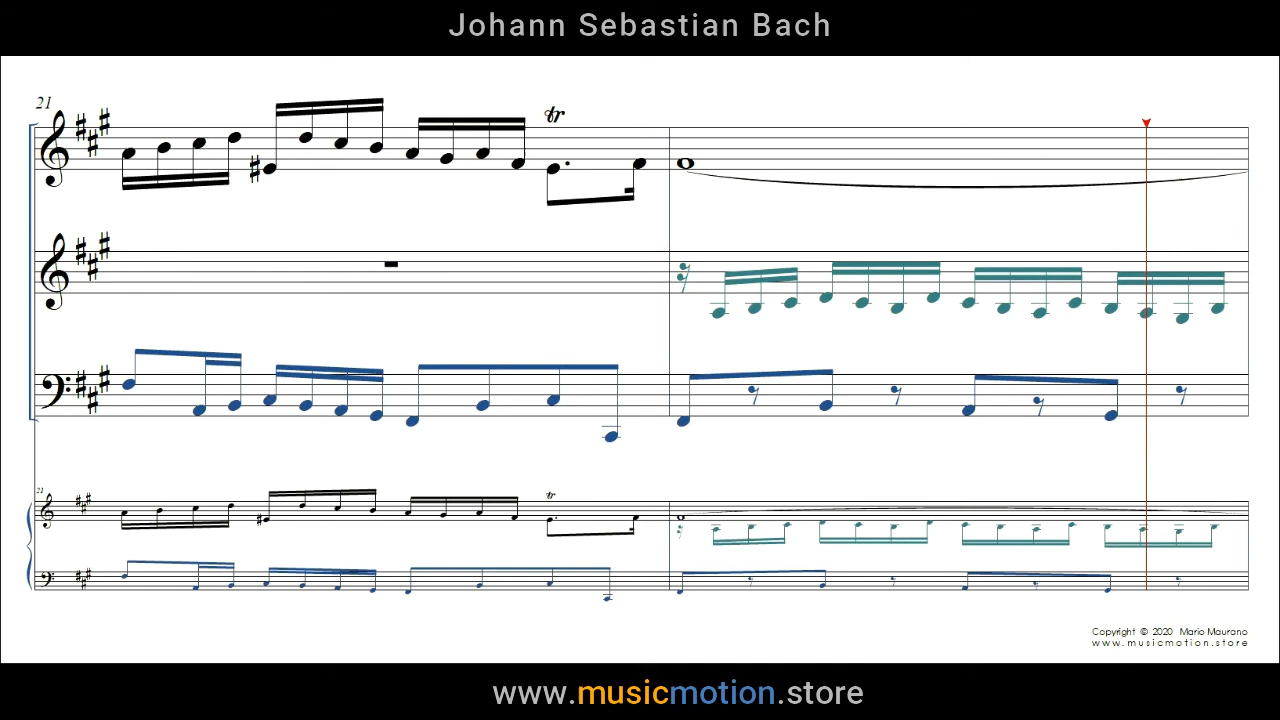 Johann Sebastian Bach
21
tr
21
tr
Copyright © 2020 Mario Maurano
www.musicmotion.store
www.musicmotion.store